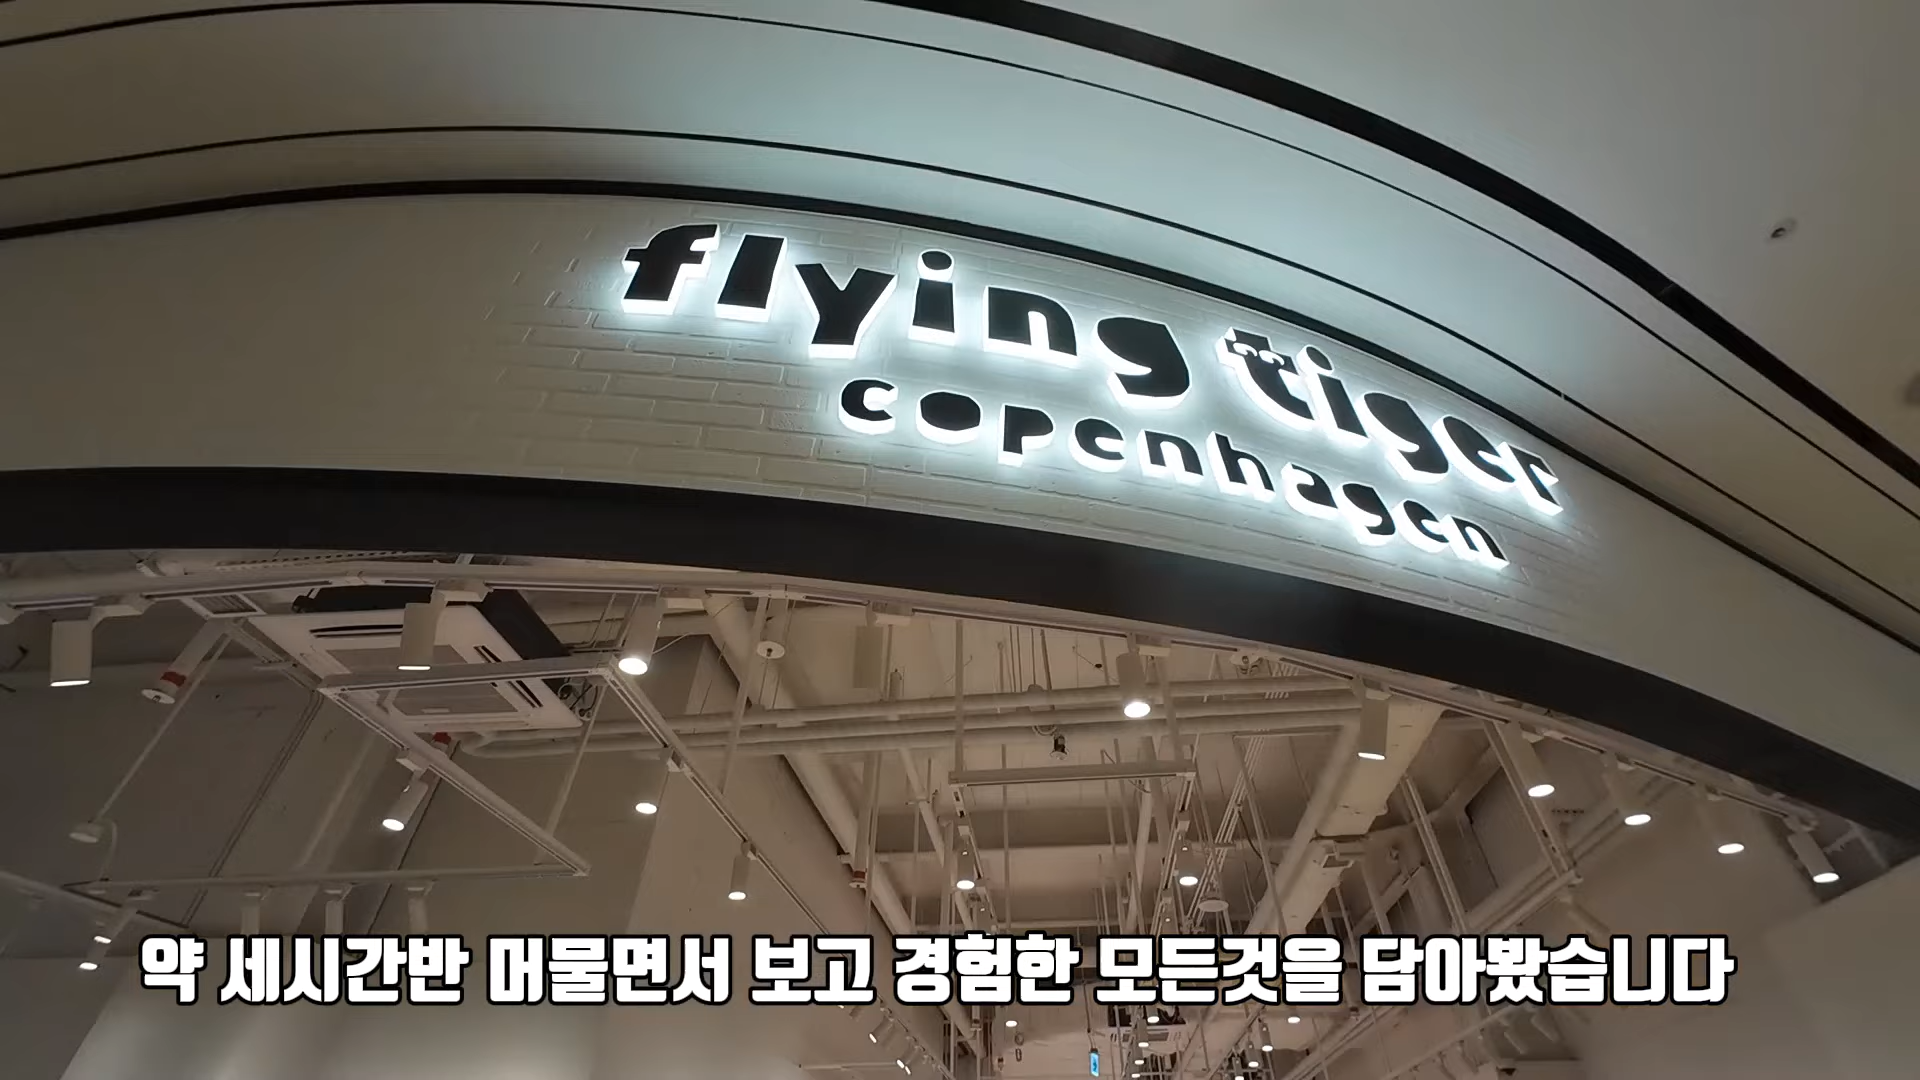 flying tiger
copenhagen
약 세시간반 머물면서 보고 경험한 모든것을 담아봤습니다